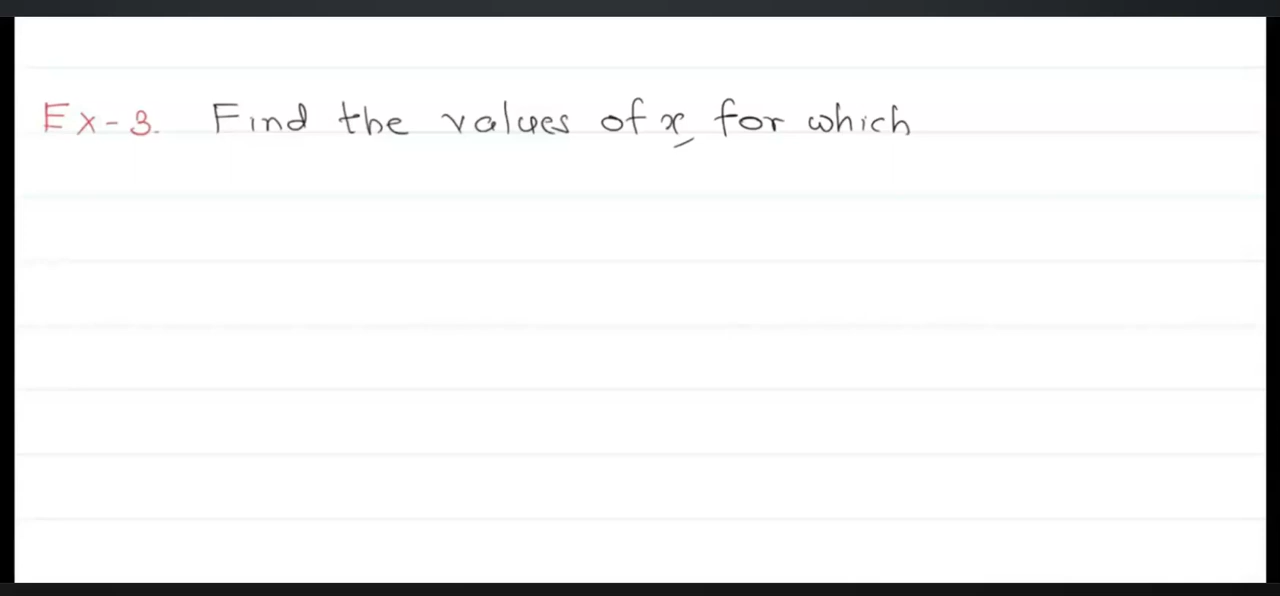 Ex-3. Find the values of x for which